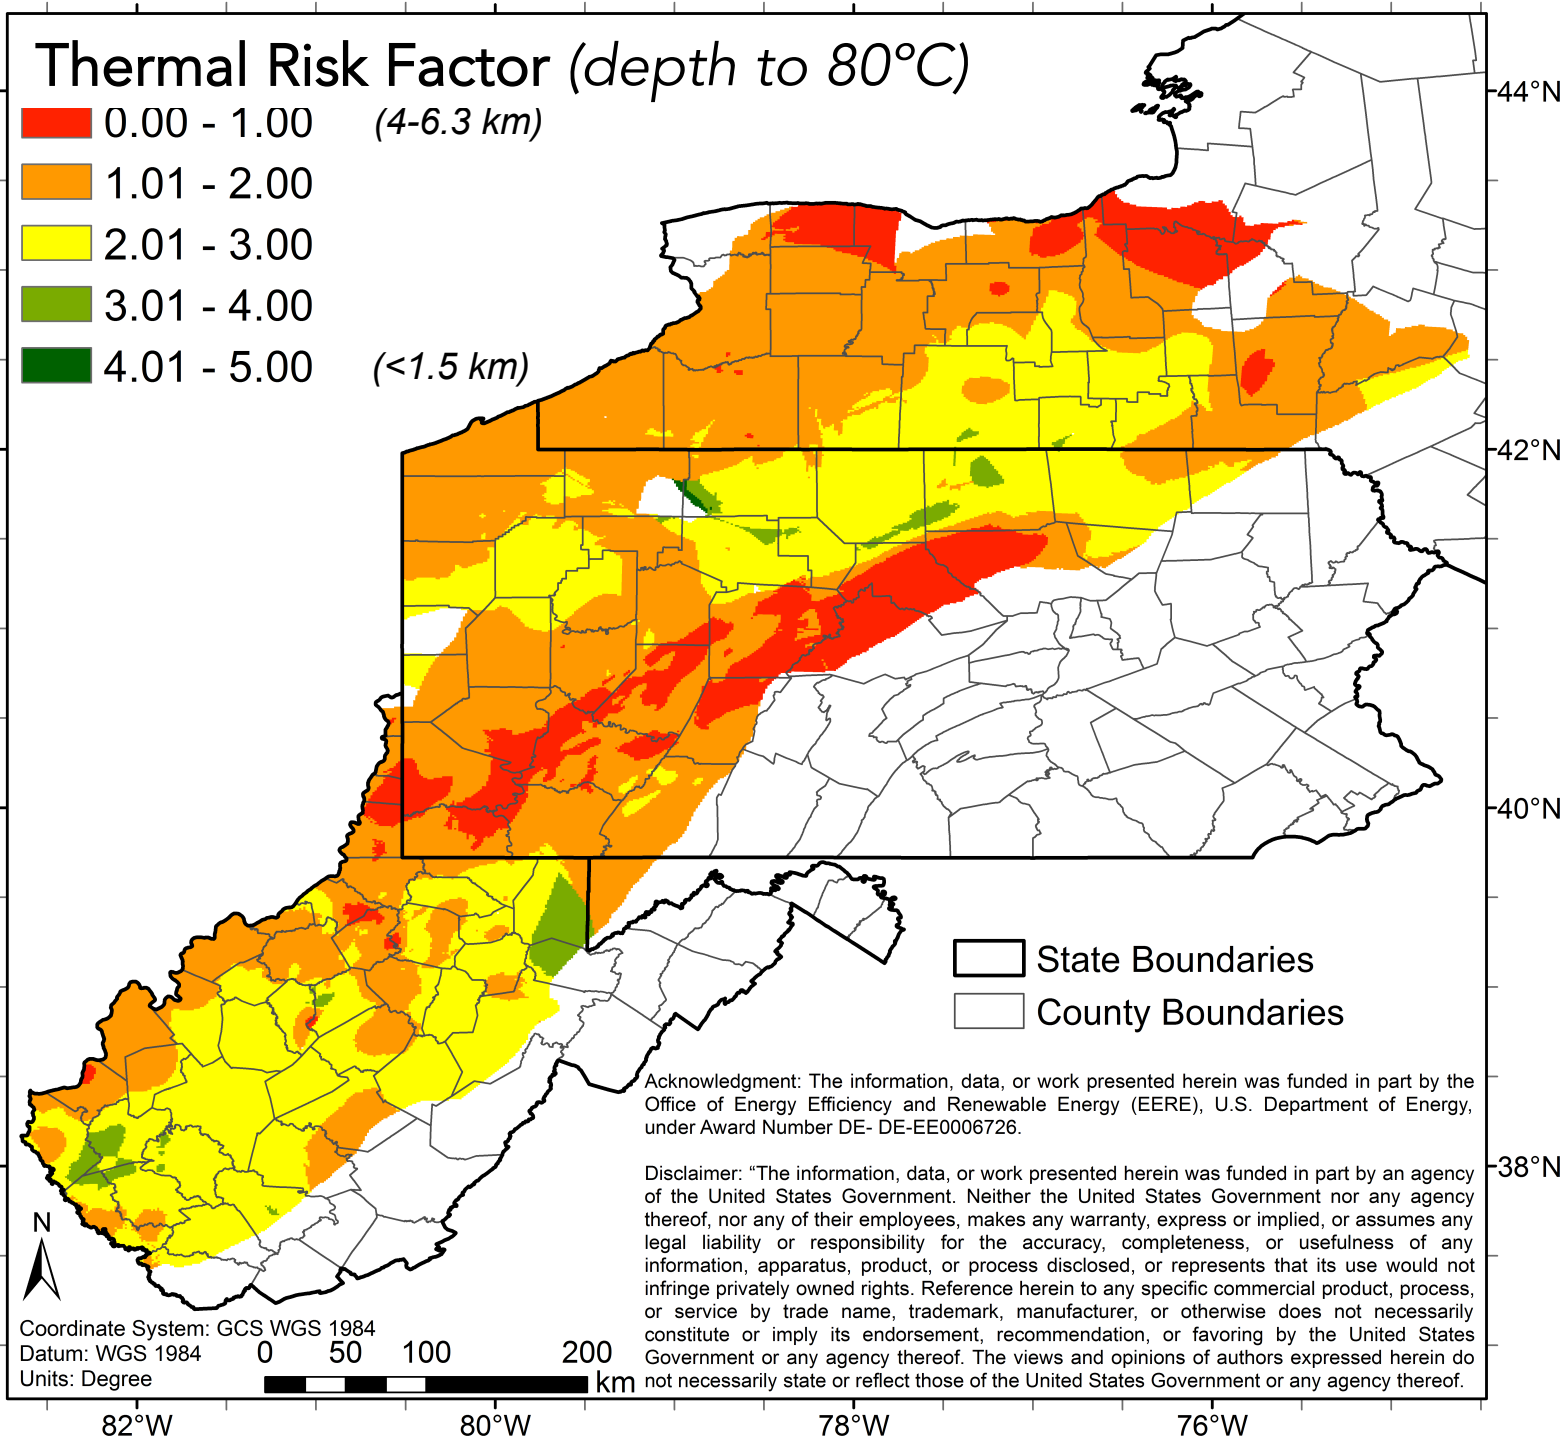 Thermal Risk Factor (depth to 80°C)
0.00 - 1.00 (4-6.3 km)
1.01 - 2.00
2.01 - 3.00
3.01 - 4.00
4.01 - 5.00 (<1.5 km)
44°N
42°N
40°N
38°N
State Boundaries
County Boundaries
Acknowledgment: The information, data, or work presented herein was funded in part by the
Office of Energy Efficiency and Renewable Energy (EERE), U.S. Department of Energy,
under Award Number DE- DE-EE0006726.
Disclaimer: “The information, data, or work presented herein was funded in part by an agency
of the United States Government. Neither the United States Government nor any agency
thereof, nor any of their employees, makes any warranty, express or implied, or assumes any
legal liability or responsibility for the accuracy, completeness, or usefulness of any
information, apparatus, product, or process disclosed, or represents that its use would not
infringe privately owned rights. Reference herein to any specific commercial product, process,
or service by trade name, trademark, manufacturer, or otherwise does not necessarily
constitute or imply its endorsement, recommendation, or favoring by the United States
Government or any agency thereof. The views and opinions of authors expressed herein do
not necessarily state or reflect those of the United States Government or any agency thereof.
N
Coordinate System: GCS WGS 1984
Datum: WGS 1984
Units: Degree
0 50 100 200
km
82°W 80°W 78°W 76°W